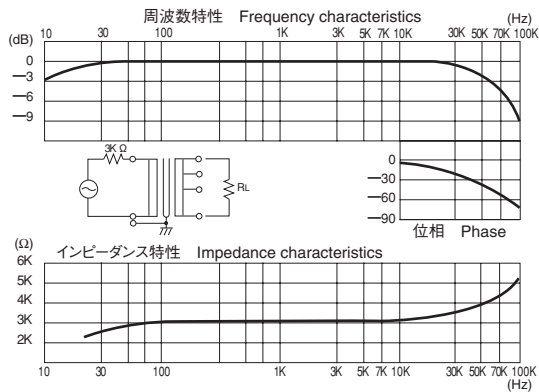 周波数特性 Frequency characteristics
(dB) 10 30 100 1K 3K 5K 7K 10K 30K 50K 70K 100K (Hz)
0
—3
—6
—9
3K Ω
RL
0
—30
—60
—90
位相 Phase
(Ω) インピーダンス特性 Impedance characteristics
6K
5K
4K
3K
2K
10 30 100 1K 3K 5K 7K 10K 30K 50K 70K 100K
(Hz)